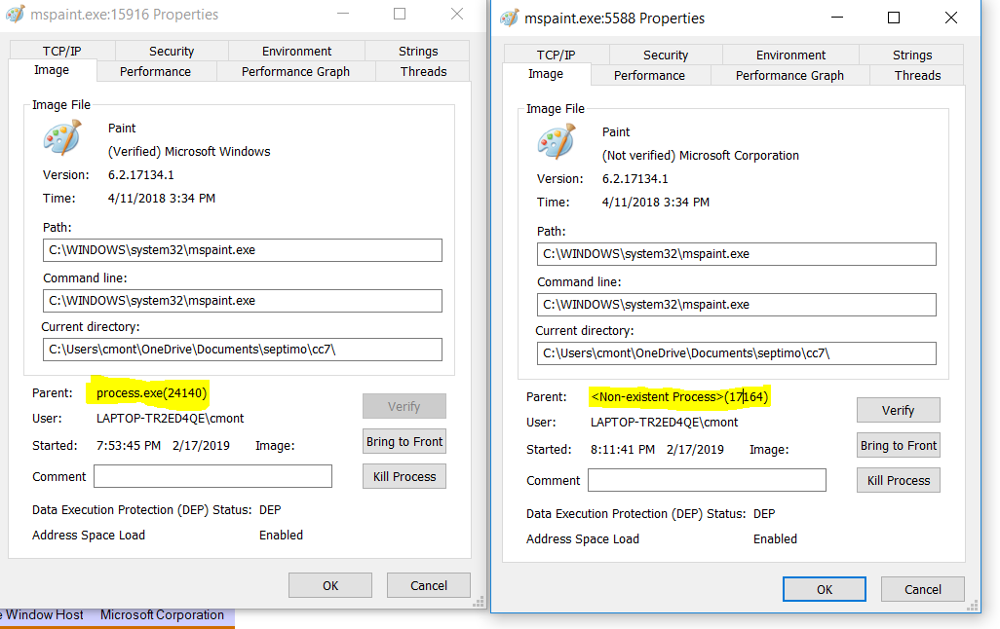 mspaint.exe:15916 Properties
TCP/IP Security Environment Strings
Image Performance Performance Graph Threads
Image File
Paint
(Verified) Microsoft Windows
Version: 6.2.17134.1
Time: 4/11/2018 3:34 PM
Path:
C:\WINDOWS\system32\mspaint.exe
Command line:
C:\WINDOWS\system32\mspaint.exe
Current directory:
C:\Users\cmont\OneDrive\Documents\septimo\cc7\
Parent: process.exe(24140)
Verify
User: LAPTOP-TR2ED4QE\cmont
Bring to Front
Started: 7:53:45 PM 2/17/2019 Image:
Comment
Kill Process
Data Execution Protection (DEP) Status: DEP
Address Space Load Enabled
OK Cancel
e Window Host Microsoft Corporation
mspaint.exe:5588 Properties
TCP/IP Security Environment Strings
Image Performance Performance Graph Threads
Image File
Paint
(Not verified) Microsoft Corporation
Version: 6.2.17134.1
Time: 4/11/2018 3:34 PM
Path:
C:\WINDOWS\system32\mspaint.exe
Command line:
C:\WINDOWS\system32\mspaint.exe
Current directory:
C:\Users\cmont\OneDrive\Documents\septimo\cc7\
Parent: <Non-existent Process>(17164)
Verify
User: LAPTOP-TR2ED4QE\cmont
Bring to Front
Started: 8:11:41 PM 2/17/2019 Image:
Comment
Kill Process
Data Execution Protection (DEP) Status: DEP
Address Space Load Enabled
OK Cancel